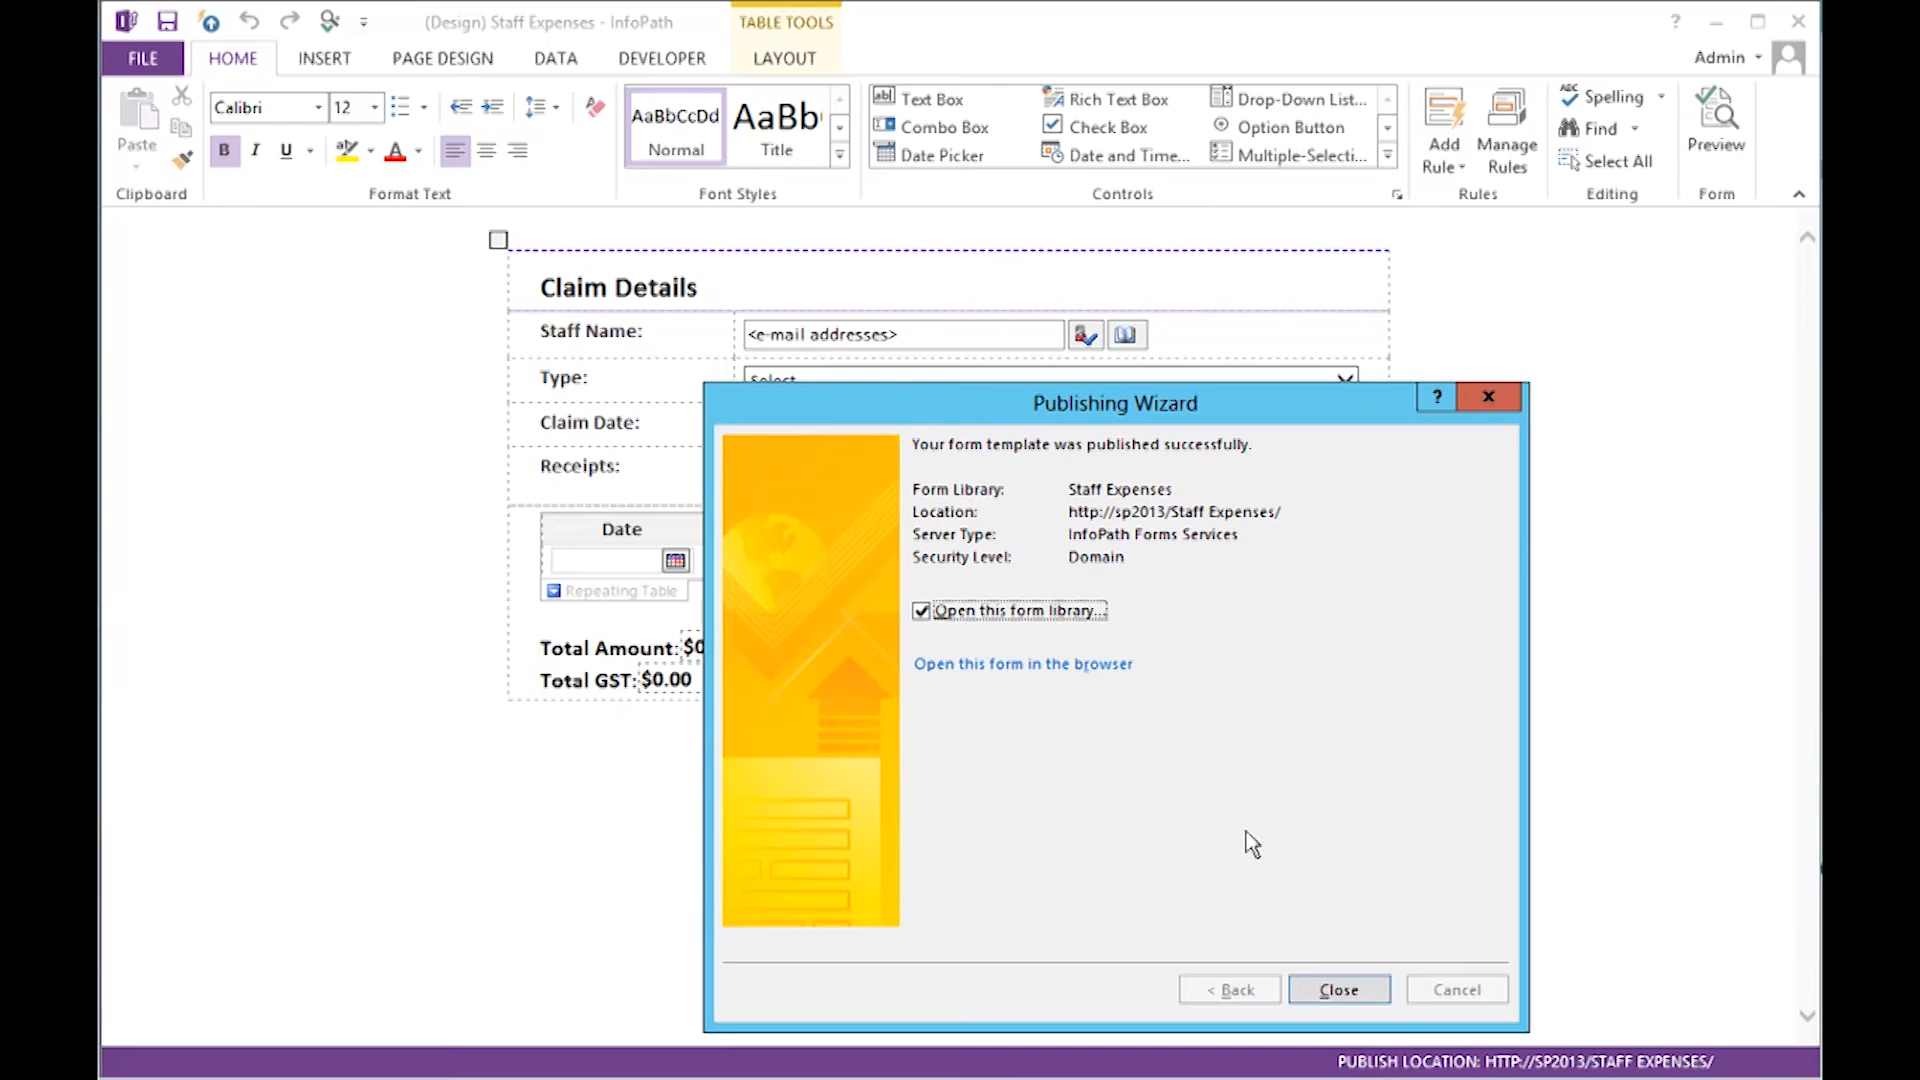 (Design) Staff Expenses - InfoPath
TABLE TOOLS
?
FILE
HOME
INSERT
PAGE DESIGN
DATA
DEVELOPER
LAYOUT
Admin
Paste
Clipboard
Calibri
12
B I U
A
Format Text
AaBbCcDd
Normal
AaBb
Title
Font Styles
Text Box
Combo Box
Date Picker
Rich Text Box
Check Box
Date and Time...
Drop-Down List...
Option Button
Multiple-Selecti...
Controls
Add Rule
Manage Rules
Rules
Spelling
Find
Select All
Editing
Preview
Form
Claim Details
Staff Name:
<e-mail addresses>
Type:
Select...
Claim Date:
Receipts:
Date
Repeating Table
Total Amount: $0
Total GST: $0.00
Publishing Wizard
?
Your form template was published successfully.
Form Library: Staff Expenses
Location: http://sp2013/Staff Expenses/
Server Type: InfoPath Forms Services
Security Level: Domain
Open this form library...
Open this form in the browser
< Back
Close
Cancel
PUBLISH LOCATION: HTTP://SP2013/STAFF EXPENSES/